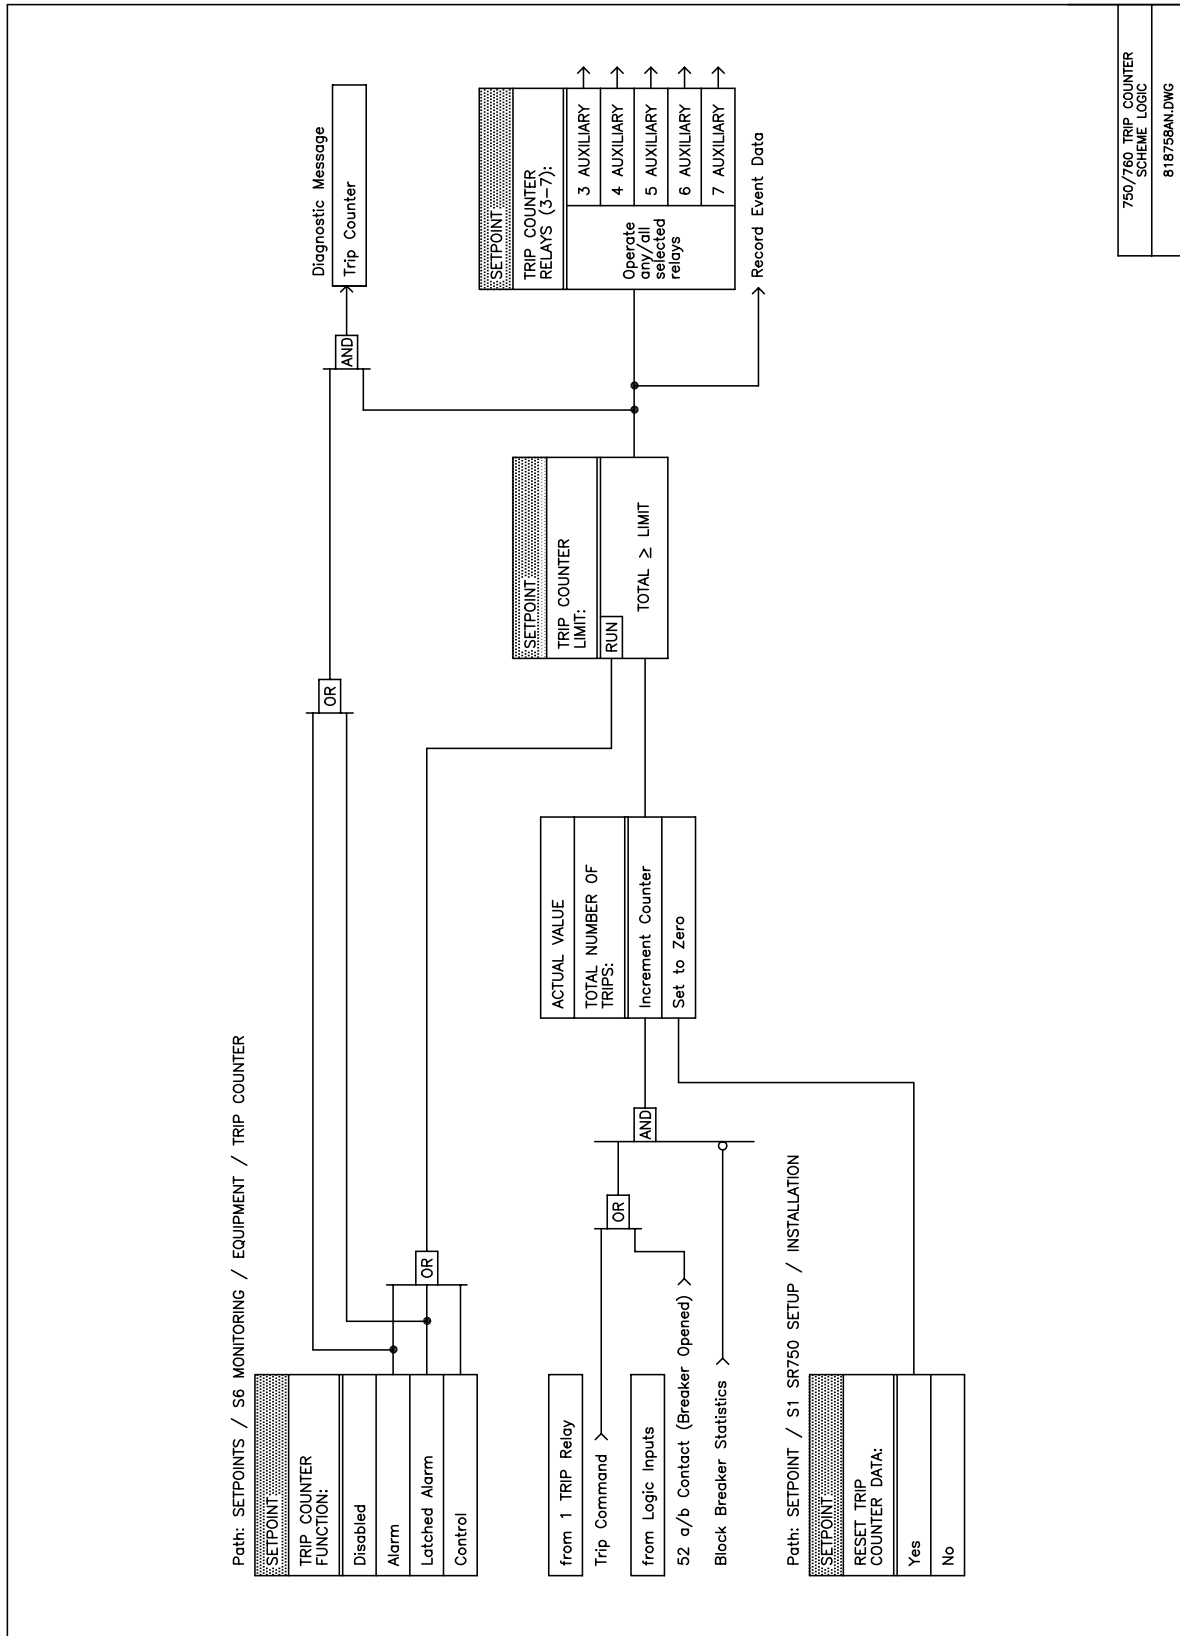 Path: SETPOINTS / S6 MONITORING / EQUIPMENT / TRIP COUNTER
SETPOINT
TRIP COUNTER
FUNCTION:
Disabled
Alarm
Latched Alarm
Control
OR
OR
AND
Diagnostic Message
Trip Counter
from 1 TRIP Relay
Trip Command
from Logic Inputs
52 a/b Contact (Breaker Opened)
Block Breaker Statistics
OR
AND
ACTUAL VALUE
TOTAL NUMBER OF
TRIPS:
Increment Counter
Set to Zero
SETPOINT
TRIP COUNTER
LIMIT:
RUN
TOTAL ≥ LIMIT
SETPOINT
TRIP COUNTER
RELAYS (3-7):
Operate
any/all
selected
relays
3 AUXILIARY
4 AUXILIARY
5 AUXILIARY
6 AUXILIARY
7 AUXILIARY
Record Event Data
Path: SETPOINT / S1 SR750 SETUP / INSTALLATION
SETPOINT
RESET TRIP
COUNTER DATA:
Yes
No
750/760 TRIP COUNTER
SCHEME LOGIC
818758AN.DWG